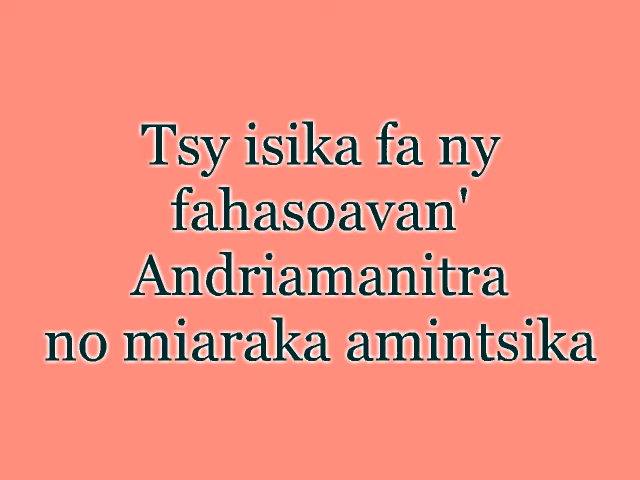 Tsy isika fa ny
fahasoavan'
Andriamanitra
no miaraka amintsika